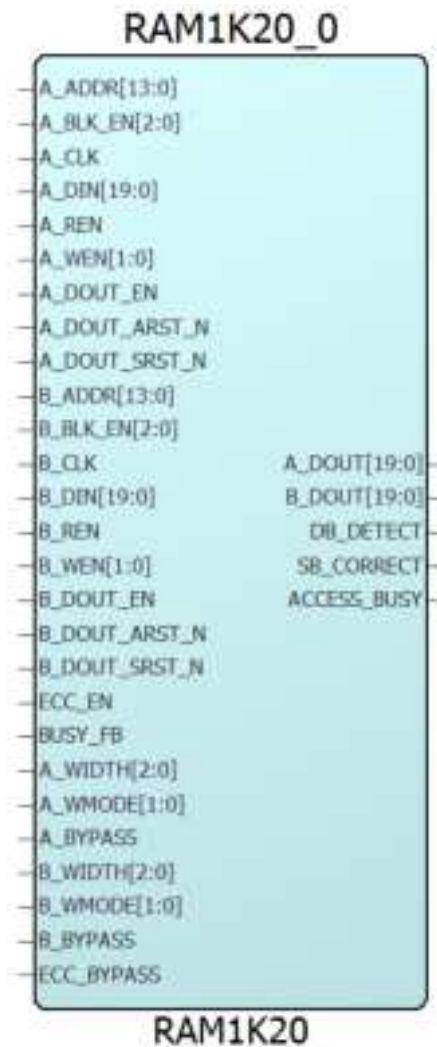 RAM1K20_0
A_ADDR[13:0]
A_BLK_EN[2:0]
A_CLK
A_DIN[19:0]
A_REN
A_WEN[1:0]
A_DOUT_EN
A_DOUT_ARST_N
A_DOUT_SRST_N
B_ADDR[13:0]
B_BLK_EN[2:0]
B_CLK A_DOUT[19:0]
B_DIN[19:0] B_DOUT[19:0]
B_REN DB_DETECT
B_WEN[1:0] SB_CORRECT
B_DOUT_EN ACCESS_BUSY
B_DOUT_ARST_N
B_DOUT_SRST_N
ECC_EN
BUSY_FB
A_WIDTH[2:0]
A_WMODE[1:0]
A_BYPASS
B_WIDTH[2:0]
B_WMODE[1:0]
B_BYPASS
ECC_BYPASS
RAM1K20